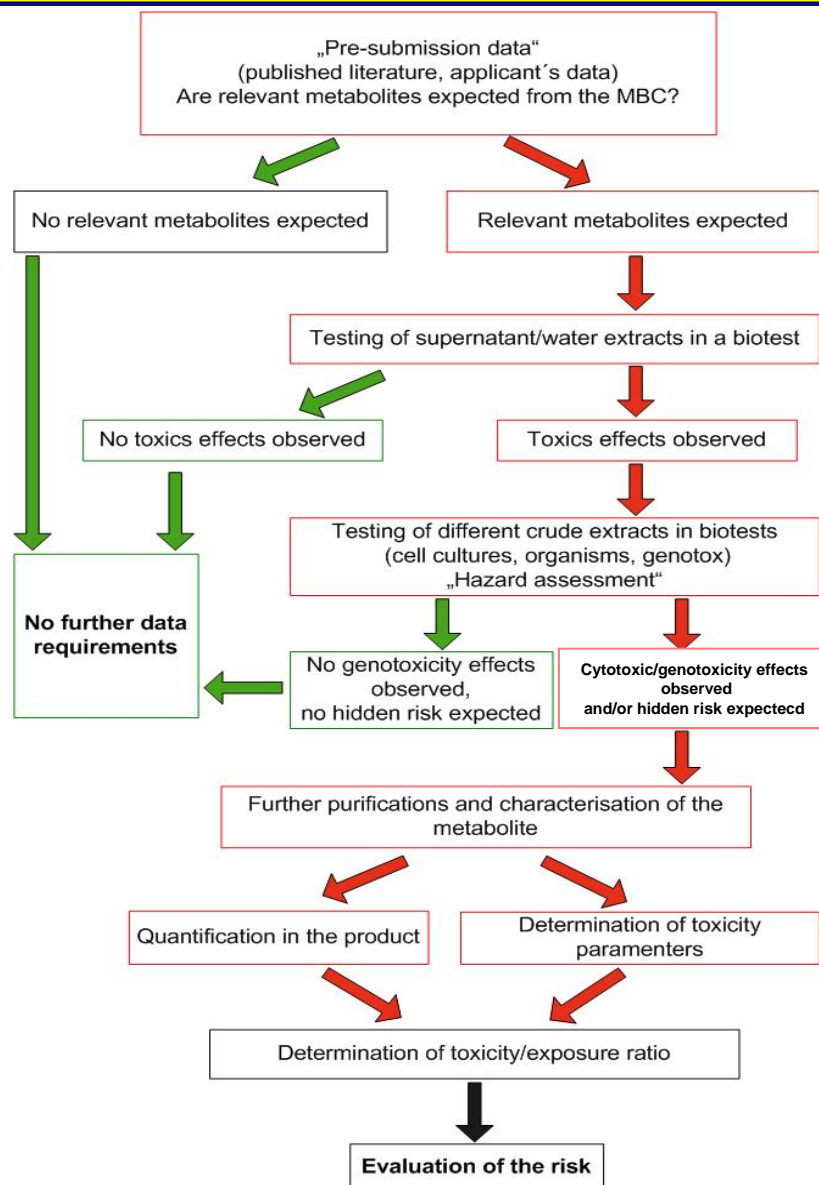 „Pre-submission data“
(published literature, applicant´s data)
Are relevant metabolites expected from the MBC?
No relevant metabolites expected
Relevant metabolites expected
Testing of supernatant/water extracts in a biotest
No toxics effects observed
Toxics effects observed
Testing of different crude extracts in biotests
(cell cultures, organisms, genotox)
„Hazard assessment“
No further data
requirements
No genotoxicity effects
observed,
no hidden risk expected
Cytotoxic/genotoxicity effects
observed
and/or hidden risk expectecd
Further purifications and characterisation of the
metabolite
Quantification in the product
Determination of toxicity
paramenters
Determination of toxicity/exposure ratio
Evaluation of the risk